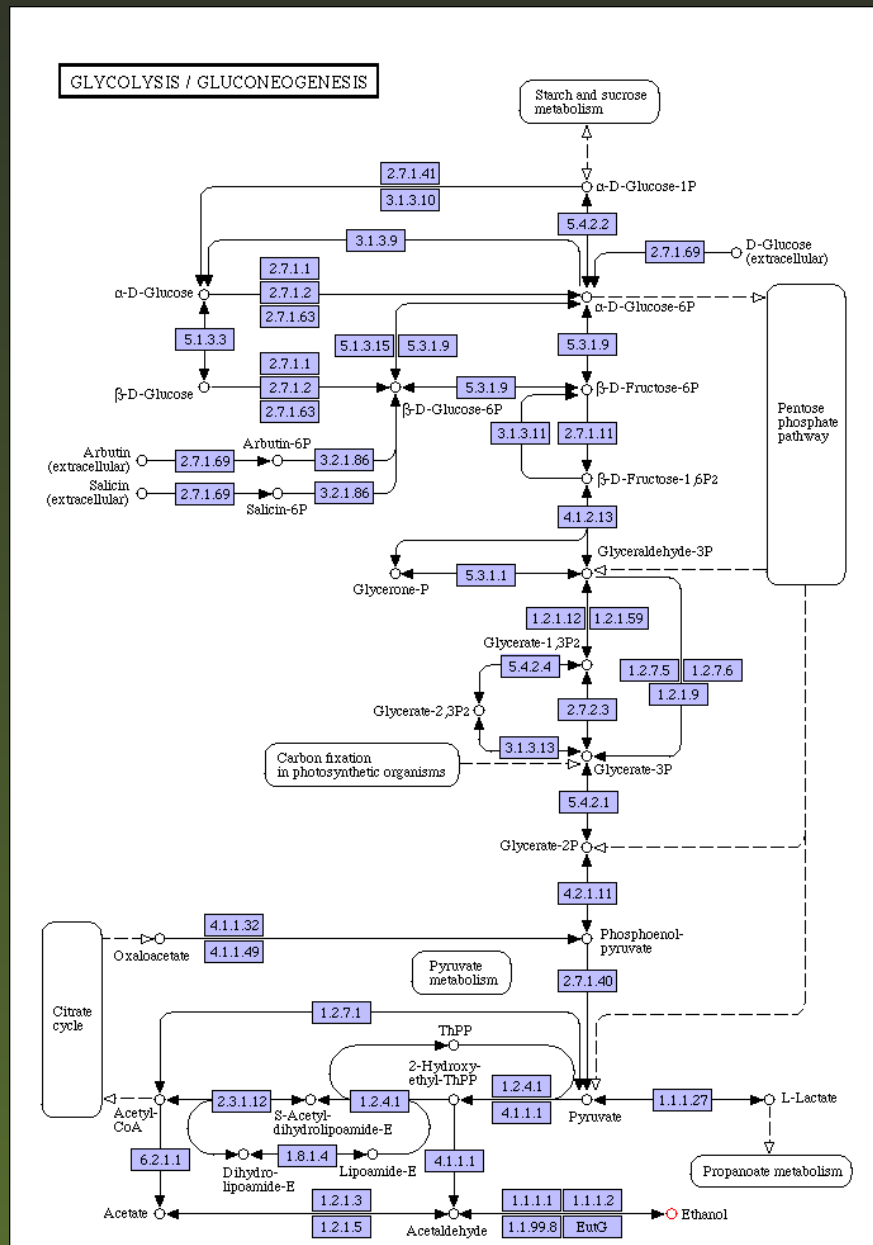 GLYCOLYSIS / GLUCONEOGENESIS
Starch and sucrose
metabolism
2.7.1.41
3.1.3.10
α-D-Glucose-1P
5.4.2.2
3.1.3.9
2.7.1.69
D-Glucose
(extracellular)
α-D-Glucose
2.7.1.1
2.7.1.2
2.7.1.63
α-D-Glucose-6P
5.1.3.3
5.1.3.15
5.3.1.9
5.3.1.9
β-D-Glucose
2.7.1.1
2.7.1.2
2.7.1.63
β-D-Glucose-6P
5.3.1.9
β-D-Fructose-6P
Pentose
phosphate
pathway
3.1.3.11
2.7.1.11
Arbutin
(extracellular)
2.7.1.69
Arbutin-6P
3.2.1.86
Salicin
(extracellular)
2.7.1.69
Salicin-6P
3.2.1.86
β-D-Fructose-1,6P2
4.1.2.13
Glyceraldehyde-3P
Glycerone-P
5.3.1.1
1.2.1.12
1.2.1.59
Glycerate-1,3P2
5.4.2.4
1.2.7.5
1.2.7.6
1.2.1.9
Glycerate-2,3P2
2.7.2.3
3.1.3.13
Carbon fixation
in photosynthetic organisms
Glycerate-3P
5.4.2.1
Glycerate-2P
4.2.1.11
Oxaloacetate
4.1.1.32
4.1.1.49
Phosphoenol-
pyruvate
Pyruvate
metabolism
2.7.1.40
Citrate
cycle
1.2.7.1
ThPP
2-Hydroxy-
ethyl-ThPP
Acetyl-
CoA
2.3.1.12
S-Acetyl-
dihydrolipoamide-E
1.2.4.1
1.2.4.1
4.1.1.1
Pyruvate
1.1.1.27
L-Lactate
6.2.1.1
Dihydro-
lipoamide-E
1.8.1.4
Lipoamide-E
4.1.1.1
Propanoate metabolism
Acetate
1.2.1.3
1.2.1.5
Acetaldehyde
1.1.1.1
1.1.1.2
1.1.99.8
EutG
Ethanol